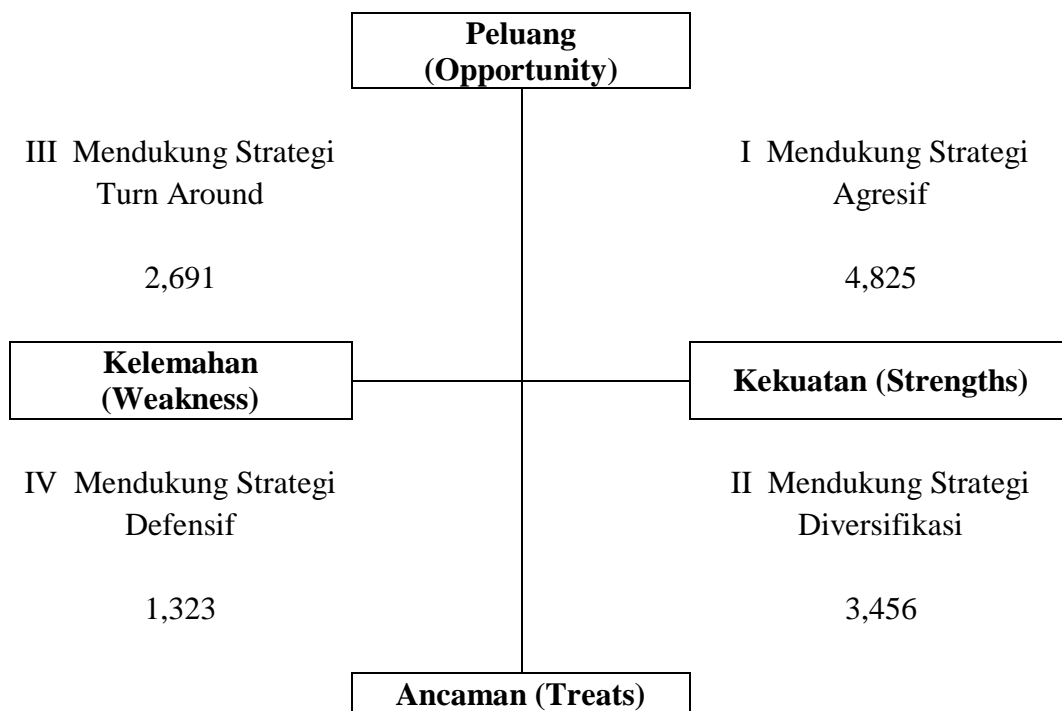 Peluang
(Opportunity)
III Mendukung Strategi
Turn Around
2,691
I Mendukung Strategi
Agresif
4,825
Kelemahan
(Weakness)
Kekuatan (Strengths)
IV Mendukung Strategi
Defensif
1,323
II Mendukung Strategi
Diversifikasi
3,456
Ancaman (Treats)